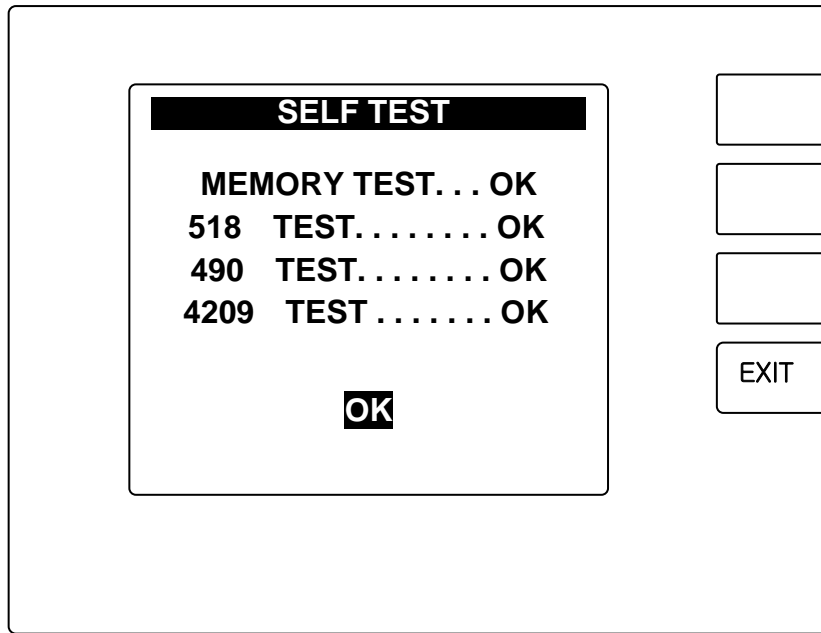 SELF TEST
MEMORY TEST. . . OK
518 TEST. . . . . . . . OK
490 TEST. . . . . . . . OK
4209 TEST . . . . . . . OK
OK
EXIT